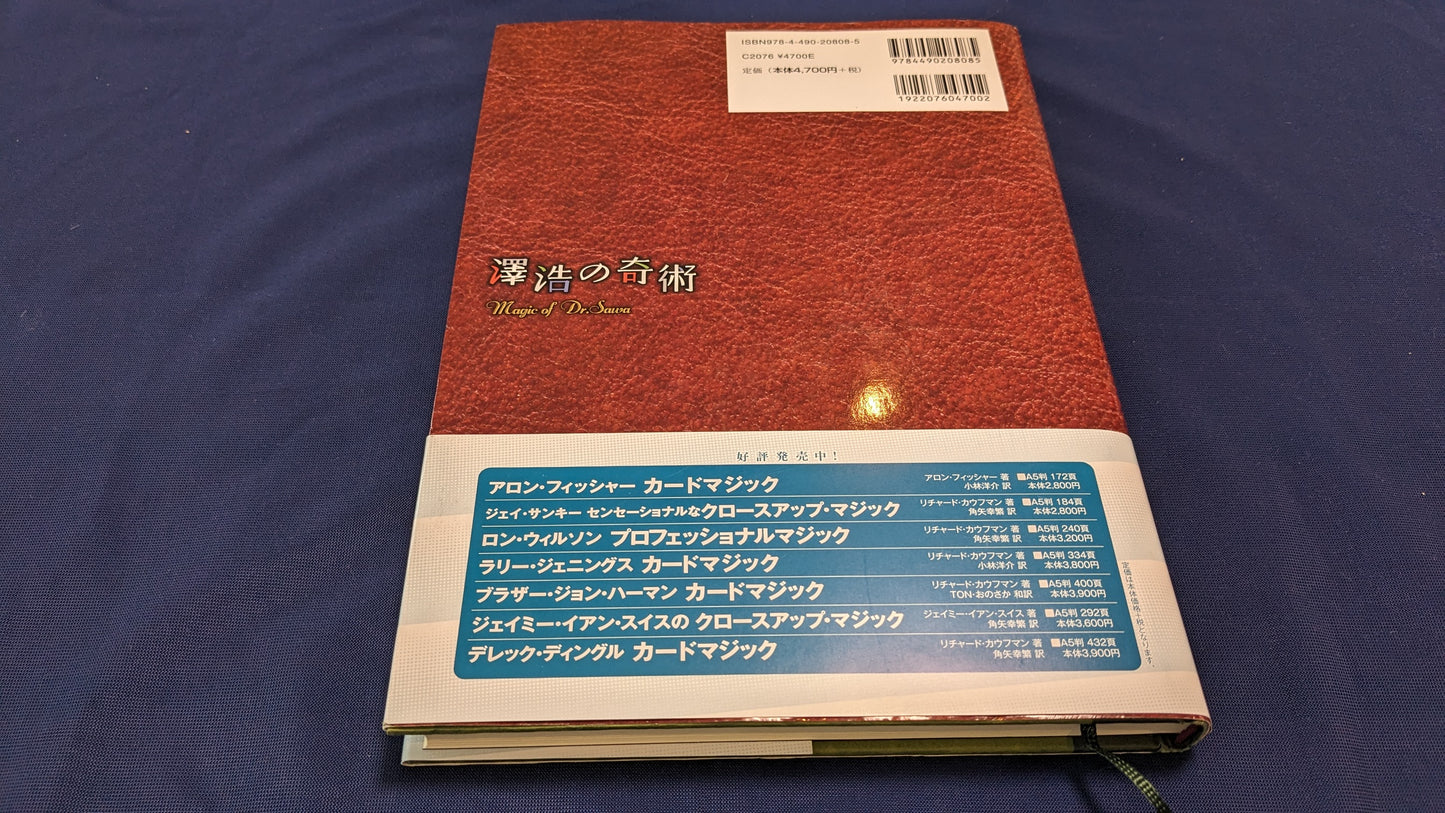 ISBN978-4-490-20808-5
C2076 ¥4700E
定価（本体4,700円＋税）
9784490208085
1922076047002
澤浩の奇術
Magic of Dr.Sawa
好評発売中！
アロン・フィッシャー カードマジック アロン・フィッシャー 著 ■A5判 172頁
小林洋介 訳 本体2,800円
ジェイ・サンキー センセーショナルなクロースアップ・マジック リチャード・カウフマン 著 ■A5判 184頁
角矢幸繁 訳 本体2,800円
ロン・ウィルソン プロフェッショナルマジック リチャード・カウフマン 著 ■A5判 240頁
角矢幸繁 訳 本体3,200円
ラリー・ジェニングス カードマジック リチャード・カウフマン 著 ■A5判 334頁
小林洋介 訳 本体3,800円
ブラザー・ジョン・ハーマン カードマジック リチャード・カウフマン 著 ■A5判 400頁
TON・おのさか 和訳 本体3,900円
ジェイミー・イアン・スイスの クロースアップ・マジック ジェイミー・イアン・スイス 著 ■A5判 292頁
角矢幸繁 訳 本体3,600円
デレック・ディングル カードマジック リチャード・カウフマン 著 ■A5判 432頁
角矢幸繁 訳 本体3,900円
定価は本体価格＋税となります。